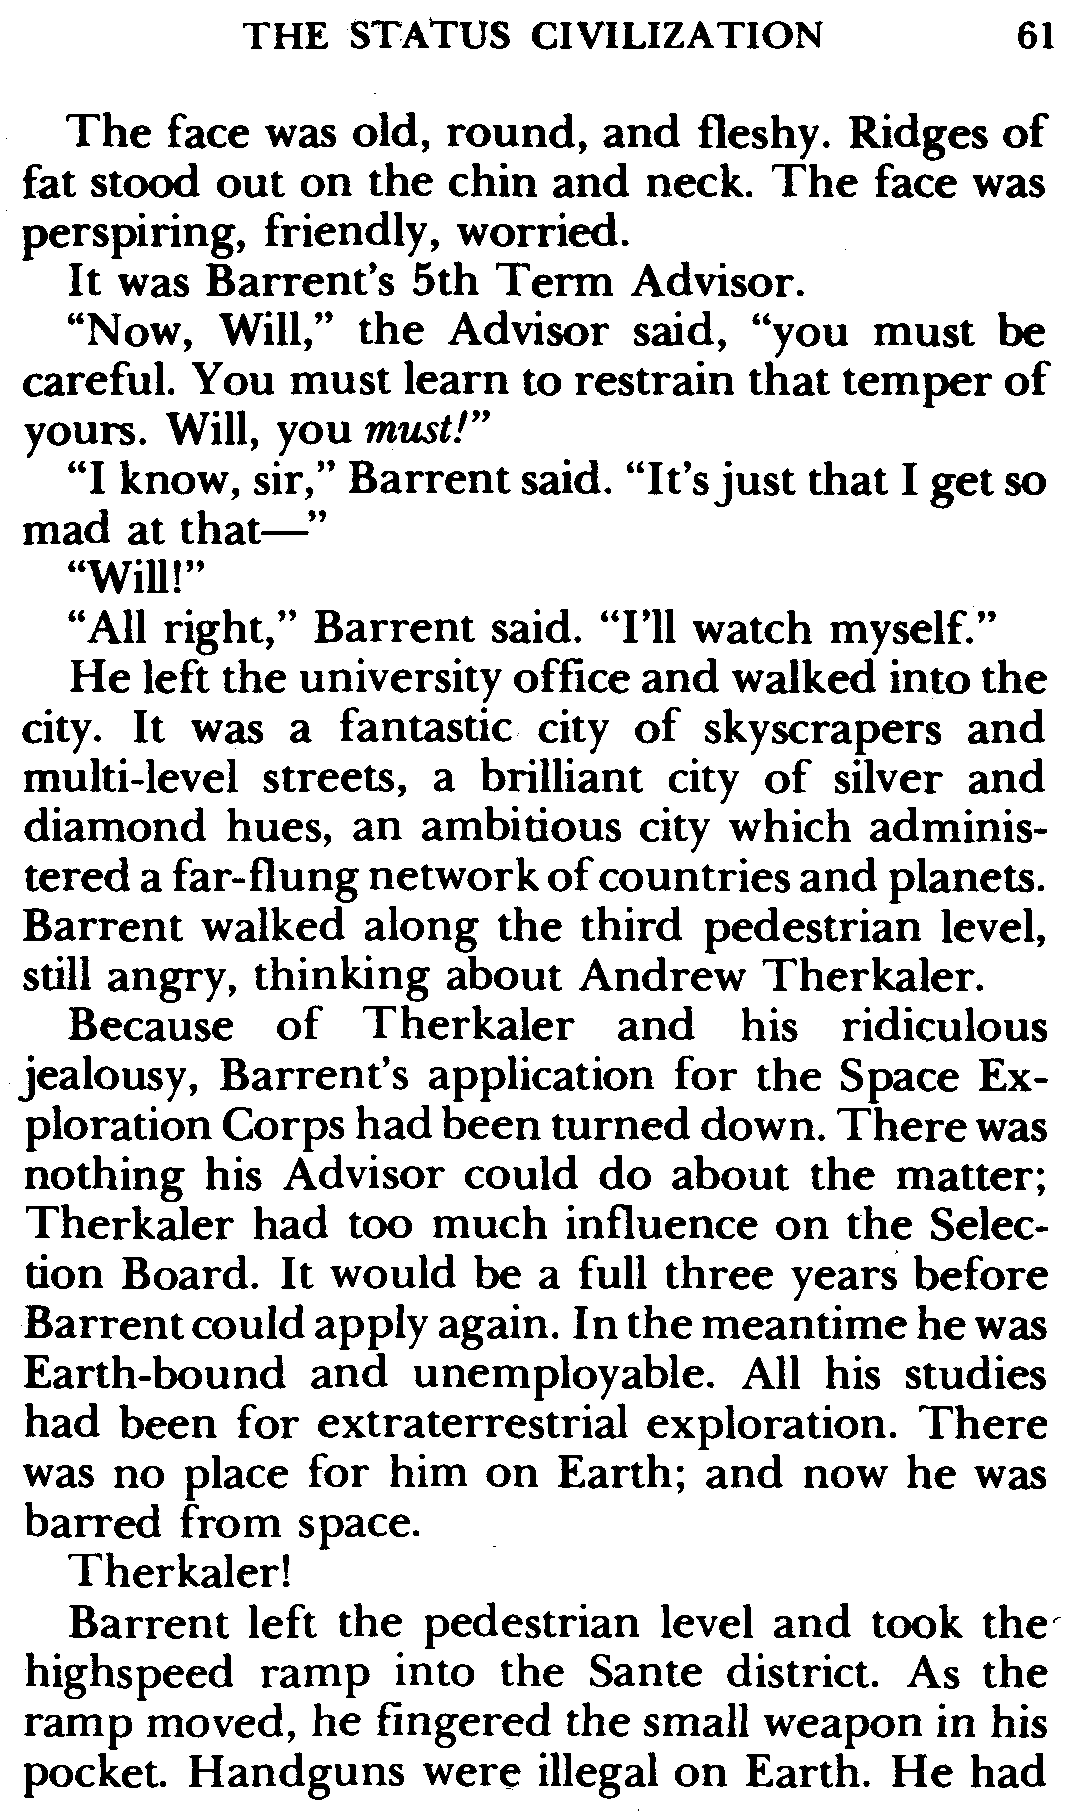 THE STATUS CIVILIZATION 61
The face was old, round, and fleshy. Ridges of
fat stood out on the chin and neck. The face was
perspiring, friendly, worried.
It was Barrent's 5th Term Advisor.
“Now, Will,” the Advisor said, “you must be
careful. You must learn to restrain that temper of
yours. Will, you must!”
“I know, sir,” Barrent said. “It's just that I get so
mad at that—”
“Will!”
“All right,” Barrent said. “I'll watch myself.”
He left the university office and walked into the
city. It was a fantastic city of skyscrapers and
multi-level streets, a brilliant city of silver and
diamond hues, an ambitious city which adminis-
tered a far-flung network of countries and planets.
Barrent walked along the third pedestrian level,
still angry, thinking about Andrew Therkaler.
Because of Therkaler and his ridiculous
jealousy, Barrent's application for the Space Ex-
ploration Corps had been turned down. There was
nothing his Advisor could do about the matter;
Therkaler had too much influence on the Selec-
tion Board. It would be a full three years before
Barrent could apply again. In the meantime he was
Earth-bound and unemployable. All his studies
had been for extraterrestrial exploration. There
was no place for him on Earth; and now he was
barred from space.
Therkaler!
Barrent left the pedestrian level and took the
highspeed ramp into the Sante district. As the
ramp moved, he fingered the small weapon in his
pocket. Handguns were illegal on Earth. He had